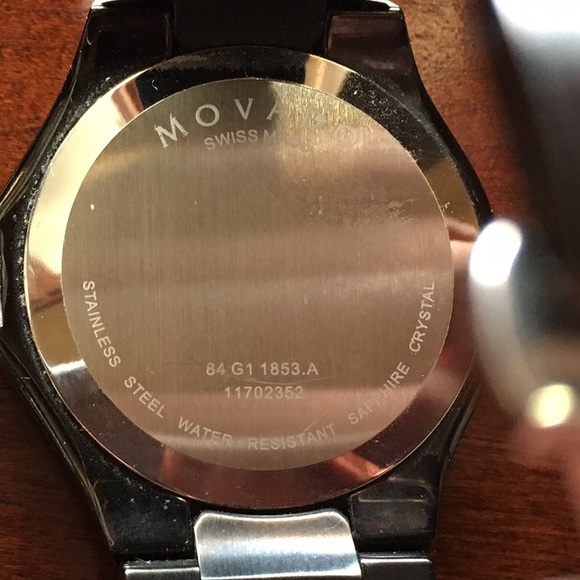 MOVA
SWISS M
84 G1 1853.A
11702352
STAINLESS STEEL WATER-RESISTANT SAPPHIRE CRYSTAL